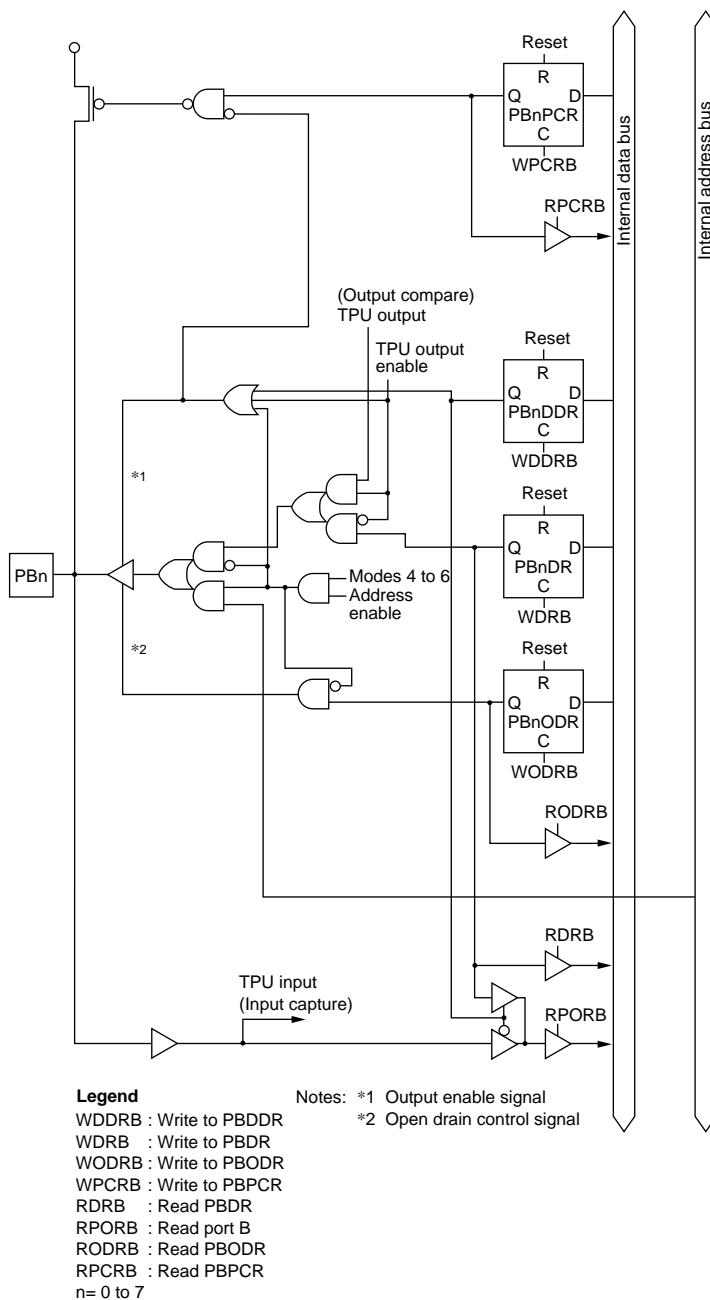 Reset
R
Q D
PBnPCR
C
WPCRB
RPCRB
Internal data bus
Internal address bus
(Output compare)
TPU output
TPU output
enable
Reset
R
Q D
PBnDDR
C
WDDRB
*1
Reset
R
Q D
PBnDR
C
WDRB
PBn
Modes 4 to 6
Address
enable
*2
Reset
R
Q D
PBnODR
C
WODRB
RODRB
RDRB
TPU input
(Input capture)
RPORB
Legend
WDDRB : Write to PBDDR
WDRB : Write to PBDR
WODRB : Write to PBODR
WPCRB : Write to PBPCR
RDRB : Read PBDR
RPORB : Read port B
RODRB : Read PBODR
RPCRB : Read PBPCR
n= 0 to 7
Notes: *1 Output enable signal
*2 Open drain control signal